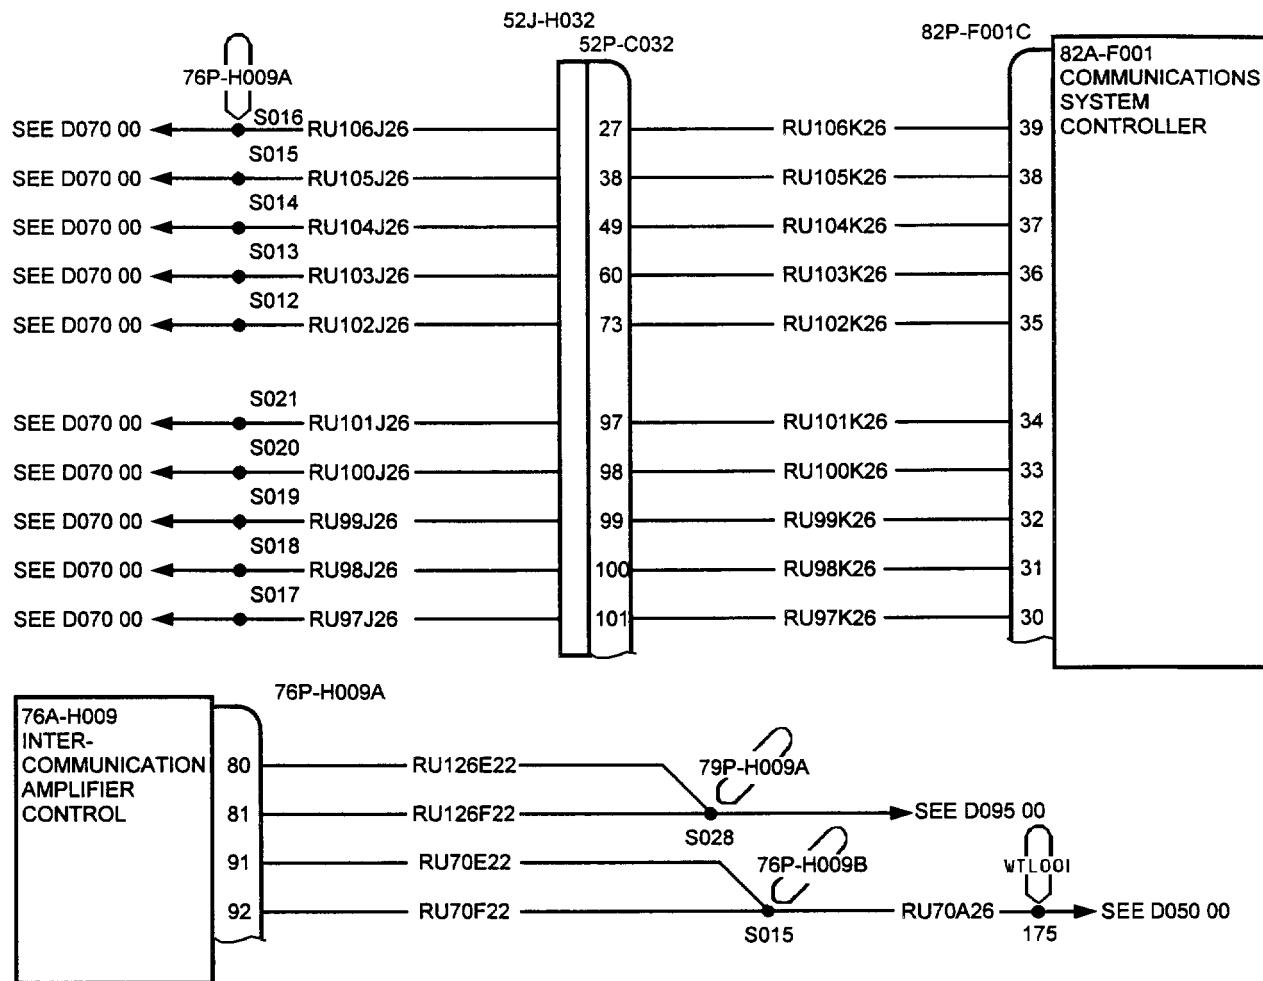 52J-H032
52P-C032
82P-F001C
82A-F001
COMMUNICATIONS
SYSTEM
CONTROLLER
76P-H009A
SEE D070 00 S016 RU106J26 27 RU106K26 39
SEE D070 00 S015 RU105J26 38 RU105K26 38
SEE D070 00 S014 RU104J26 49 RU104K26 37
SEE D070 00 S013 RU103J26 60 RU103K26 36
SEE D070 00 S012 RU102J26 73 RU102K26 35
SEE D070 00 S021 RU101J26 97 RU101K26 34
SEE D070 00 S020 RU100J26 98 RU100K26 33
SEE D070 00 S019 RU99J26 99 RU99K26 32
SEE D070 00 S018 RU98J26 100 RU98K26 31
SEE D070 00 S017 RU97J26 101 RU97K26 30
76P-H009A
76A-H009
INTER-
COMMUNICATION
AMPLIFIER
CONTROL
80 RU126E22 79P-H009A
81 RU126F22 S028 SEE D095 00
91 RU70E22 76P-H009B WTL001
92 RU70F22 S015 RU70A26 175 SEE D050 00